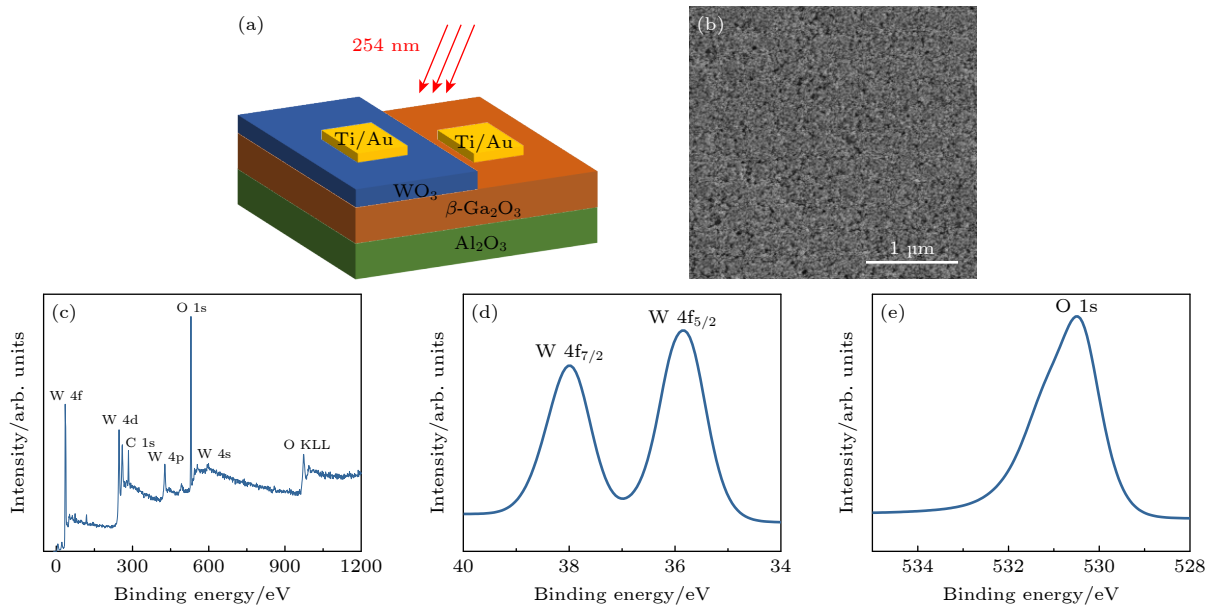 (a)
254 nm
Ti/Au
Ti/Au
WO₃
β-Ga₂O₃
Al₂O₃
(b)
1 μm
(c)
O 1s
W 4f
W 4d
C 1s
W 4p
W 4s
O KLL
Intensity/arb. units
0 300 600 900 1200
Binding energy/eV
(d)
W 4f₇/₂
W 4f₅/₂
Intensity/arb. units
40 38 36 34
Binding energy/eV
(e)
O 1s
Intensity/arb. units
534 532 530 528
Binding energy/eV